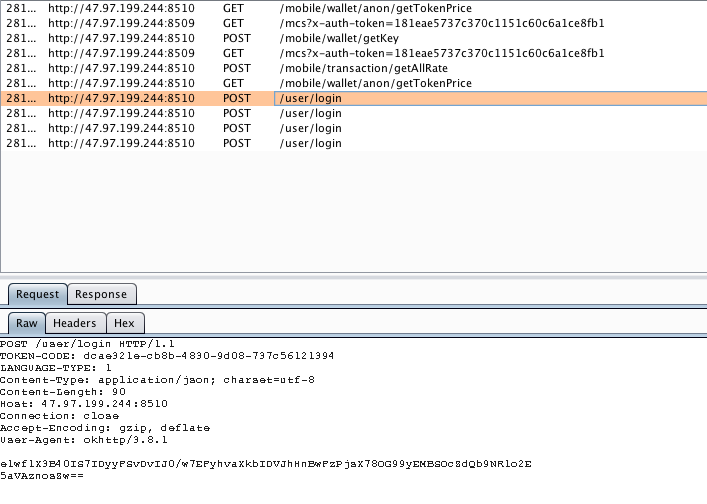 281... http://47.97.199.244:8510 GET /mobile/wallet/anon/getTokenPrice
281... http://47.97.199.244:8509 GET /mcs?x-auth-token=181eae5737c370c1151c60c6a1ce8fb1
281... http://47.97.199.244:8510 POST /mobile/wallet/getKey
281... http://47.97.199.244:8509 GET /mcs?x-auth-token=181eae5737c370c1151c60c6a1ce8fb1
281... http://47.97.199.244:8510 POST /mobile/transaction/getAllRate
281... http://47.97.199.244:8510 GET /mobile/wallet/anon/getTokenPrice
281... http://47.97.199.244:8510 POST /user/login
281... http://47.97.199.244:8510 POST /user/login
281... http://47.97.199.244:8510 POST /user/login
281... http://47.97.199.244:8510 POST /user/login
Request Response
Raw Headers Hex
POST /user/login HTTP/1.1
TOKEN-CODE: dcae321e-cb8b-4830-9d08-737c56121394
LANGUAGE-TYPE: 1
Content-Type: application/json; charset=utf-8
Content-Length: 90
Host: 47.97.199.244:8510
Connection: close
Accept-Encoding: gzip, deflate
User-Agent: okhttp/3.8.1
5aVAznoaSw==